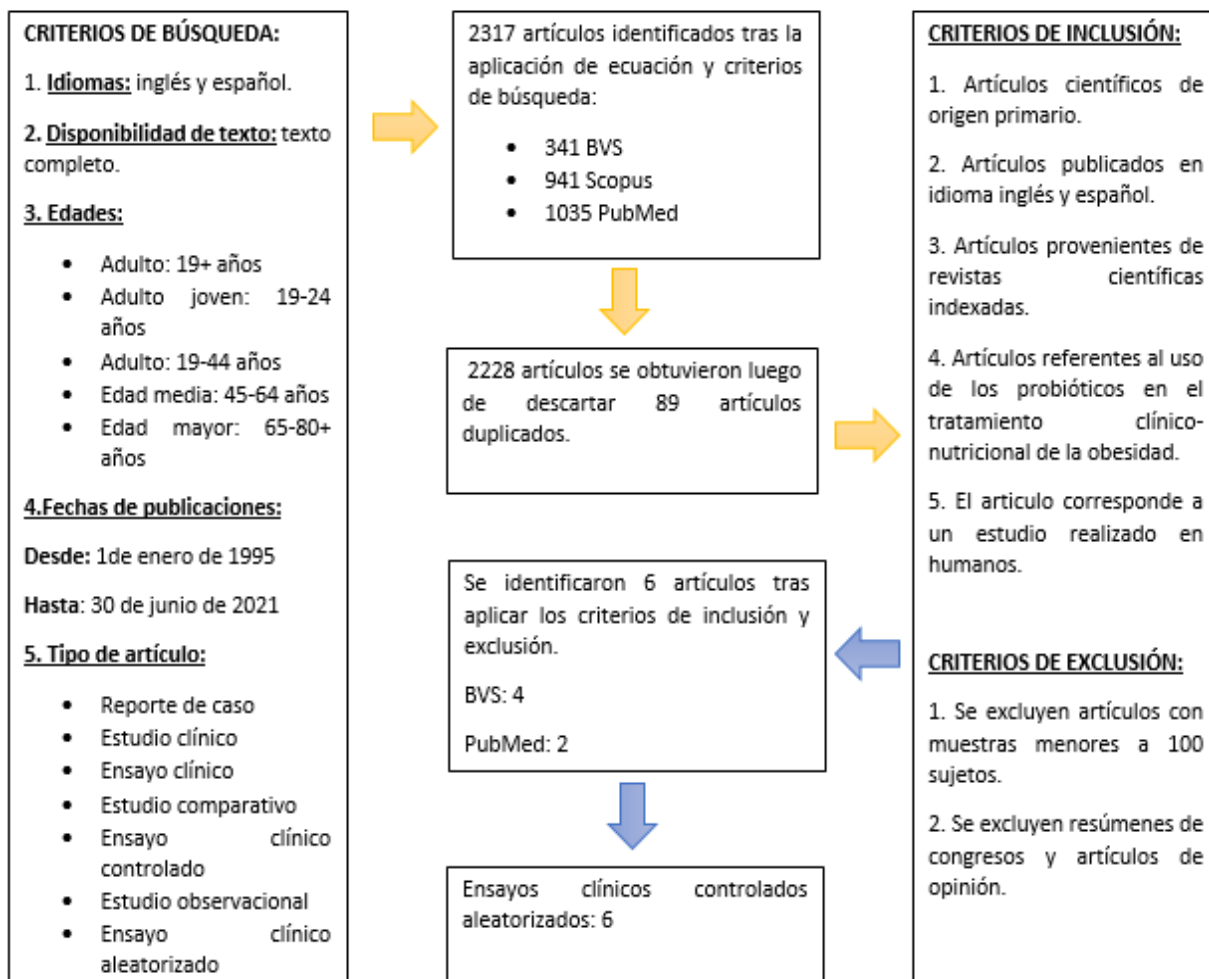 CRITERIOS DE BÚSQUEDA:
1. Idiomas: inglés y español.
2. Disponibilidad de texto: texto
completo.
3. Edades:
• Adulto: 19+ años
• Adulto joven: 19-24
años
• Adulto: 19-44 años
• Edad media: 45-64 años
• Edad mayor: 65-80+
años
4.Fechas de publicaciones:
Desde: 1de enero de 1995
Hasta: 30 de junio de 2021
5. Tipo de artículo:
• Reporte de caso
• Estudio clínico
• Ensayo clínico
• Estudio comparativo
• Ensayo clínico
controlado
• Estudio observacional
• Ensayo clínico
aleatorizado
2317 artículos identificados tras la
aplicación de ecuación y criterios
de búsqueda:
• 341 BVS
• 941 Scopus
• 1035 PubMed
2228 artículos se obtuvieron luego
de descartar 89 artículos
duplicados.
CRITERIOS DE INCLUSIÓN:
1. Artículos científicos de
origen primario.
2. Artículos publicados en
idioma inglés y español.
3. Artículos provenientes de
revistas científicas
indexadas.
4. Artículos referentes al uso
de los probióticos en el
tratamiento clínico-
nutricional de la obesidad.
5. El articulo corresponde a
un estudio realizado en
humanos.
CRITERIOS DE EXCLUSIÓN:
1. Se excluyen artículos con
muestras menores a 100
sujetos.
2. Se excluyen resúmenes de
congresos y artículos de
opinión.
Se identificaron 6 artículos tras
aplicar los criterios de inclusión y
exclusión.
BVS: 4
PubMed: 2
Ensayos clínicos controlados
aleatorizados: 6